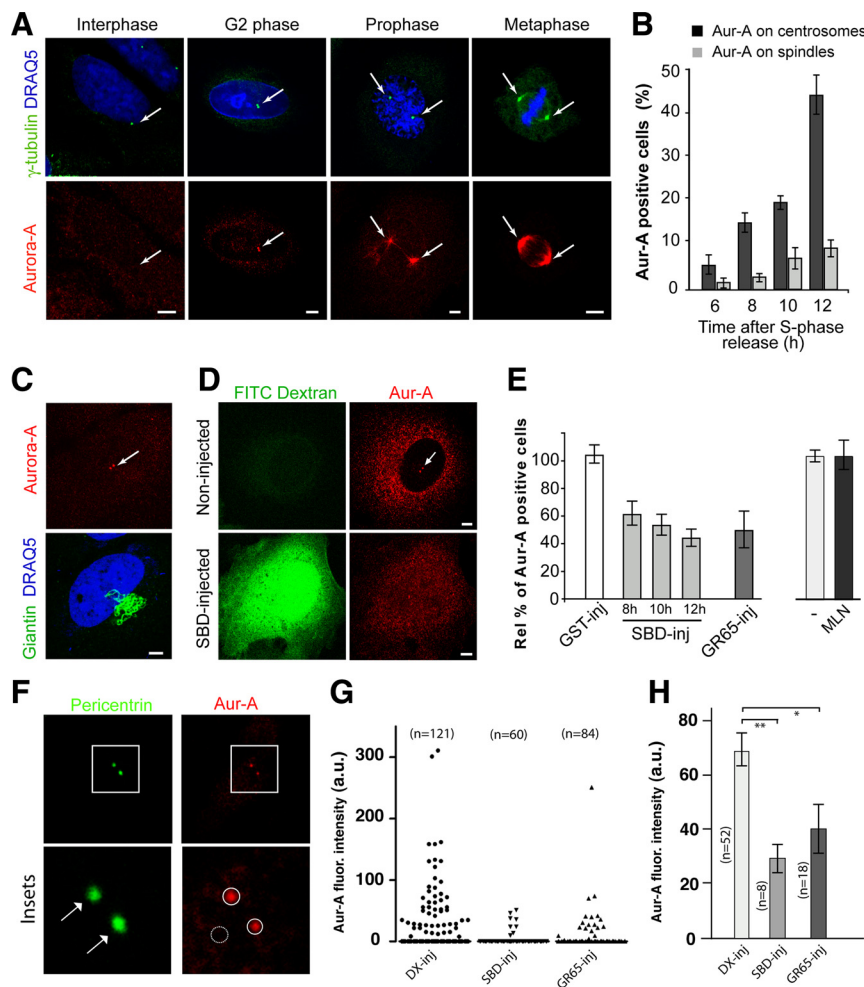 A
Interphase
G2 phase
Prophase
Metaphase
γ-tubulin DRAQ5
Aurora-A
B
Aur-A on centrosomes
Aur-A on spindles
Aur-A positive cells (%)
50
40
30
20
10
0
6 8 10 12
Time after S-phase
release (h)
C
Aurora-A
Giantin DRAQ5
D
FITC Dextran
Aur-A
Non-injected
SBD-injected
E
Rel % of Aur-A positive cells
120
100
80
60
40
20
0
8h 10h 12h
GST-inj
SBD-inj
GR65-inj
-
MLN
F
Pericentrin
Aur-A
Insets
G
Aur-A fluor. intensity (a.u.)
(n=121)
(n=60)
(n=84)
300
200
100
0
DX-inj
SBD-inj
GR65-inj
H
Aur-A fluor. intensity (a.u.)
80
60
40
20
0
*
**
(n=52)
(n=8)
(n=18)
DX-inj
SBD-inj
GR65-inj